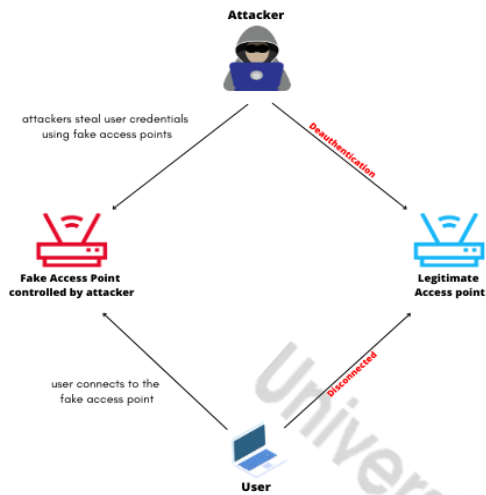 Attacker
attackers steal user credentials
using fake access points
Deauthentication
Fake Access Point
controlled by attacker
Legitimate
Access point
user connects to the
fake access point
Disconnected
User